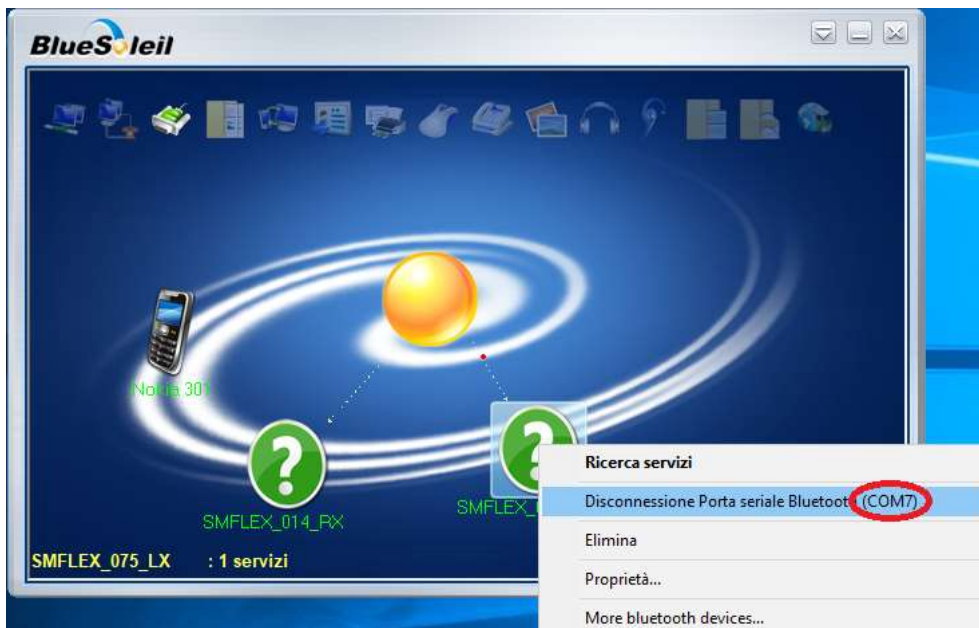 BlueSoleil
Nokia 301
SMFLEX_014_RX
SMFLEX_
SMFLEX_075_LX : 1 servizi
Ricerca servizi
Disconnessione Porta seriale Bluetooth (COM7)
Elimina
Proprietà...
More bluetooth devices...